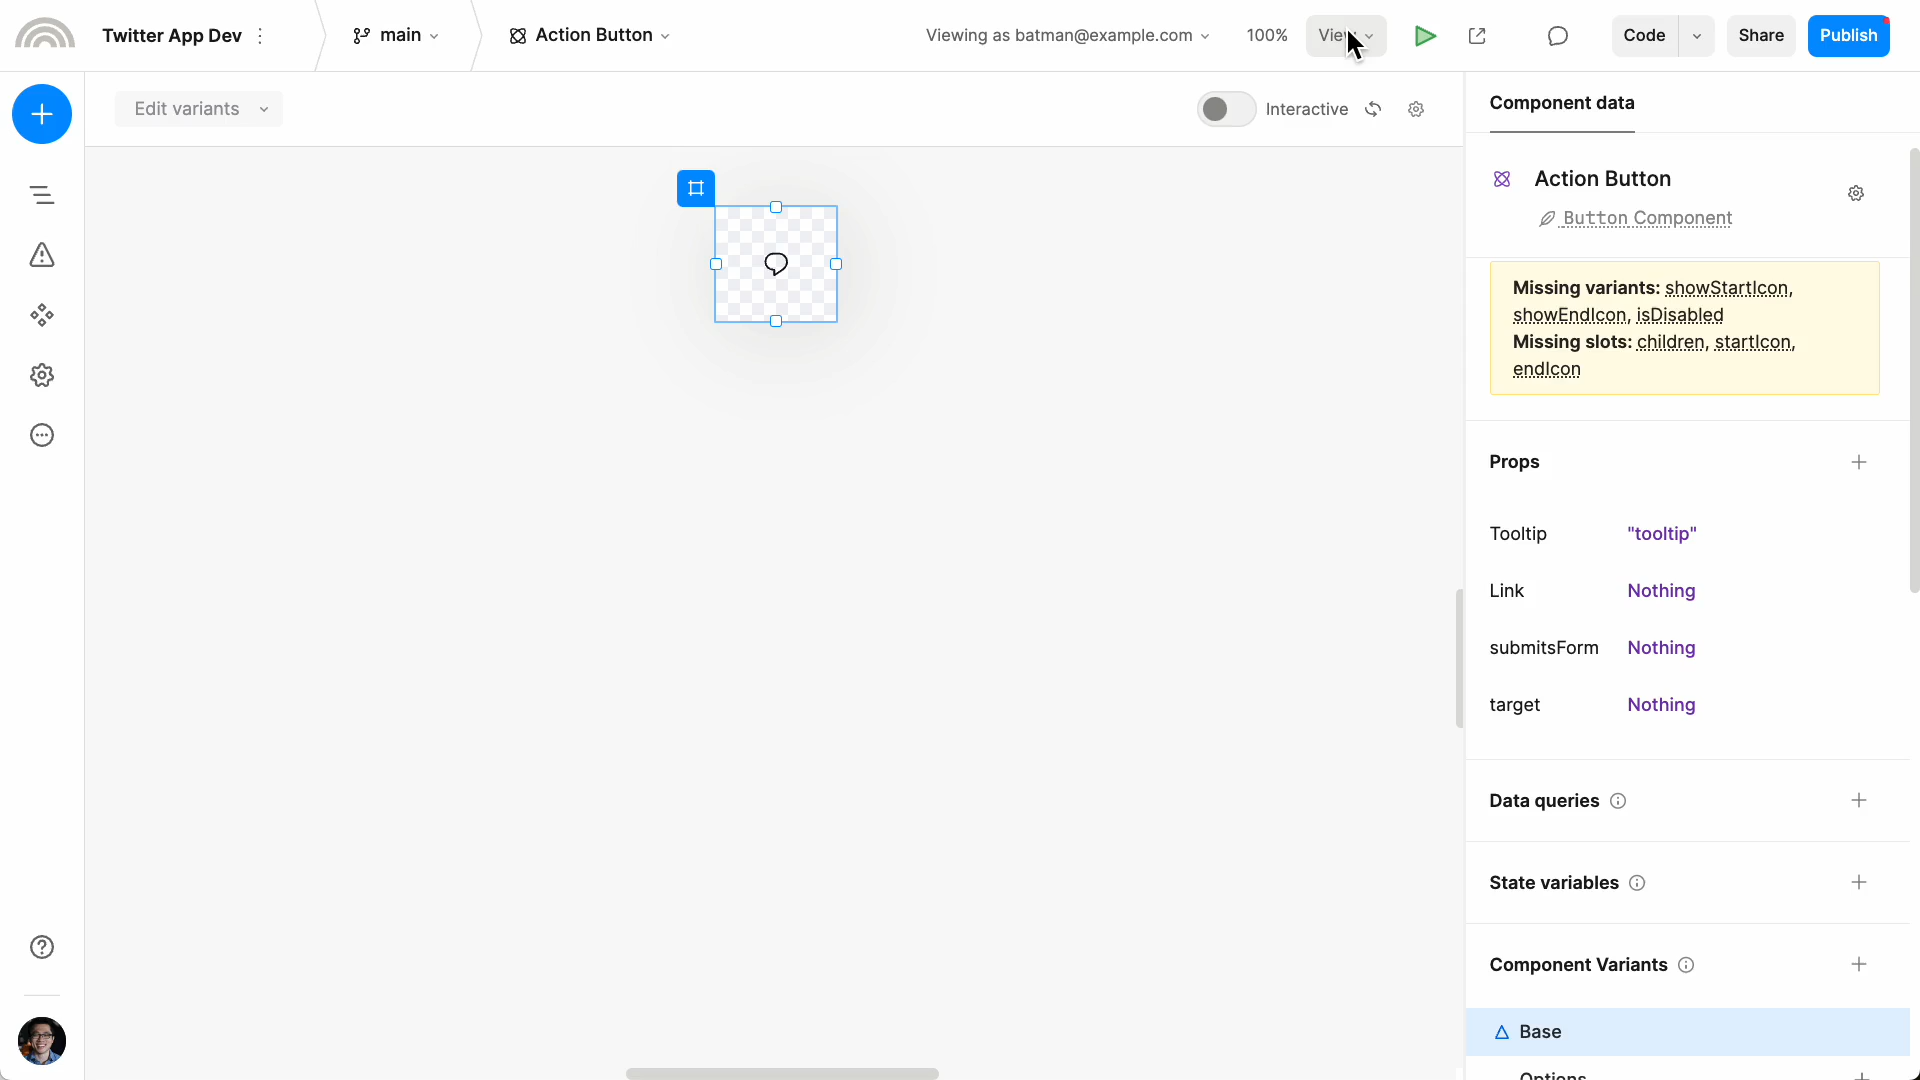 Twitter App Dev
main
Action Button
Viewing as batman@example.com
100%
View
Code
Share
Publish
Edit variants
Interactive
Component data
Action Button
Button Component
Missing variants: showStartIcon,
showEndIcon, isDisabled
Missing slots: children, startIcon,
endIcon
Props
Tooltip "tooltip"
Link Nothing
submitsForm Nothing
target Nothing
Data queries
State variables
Component Variants
Base
Options